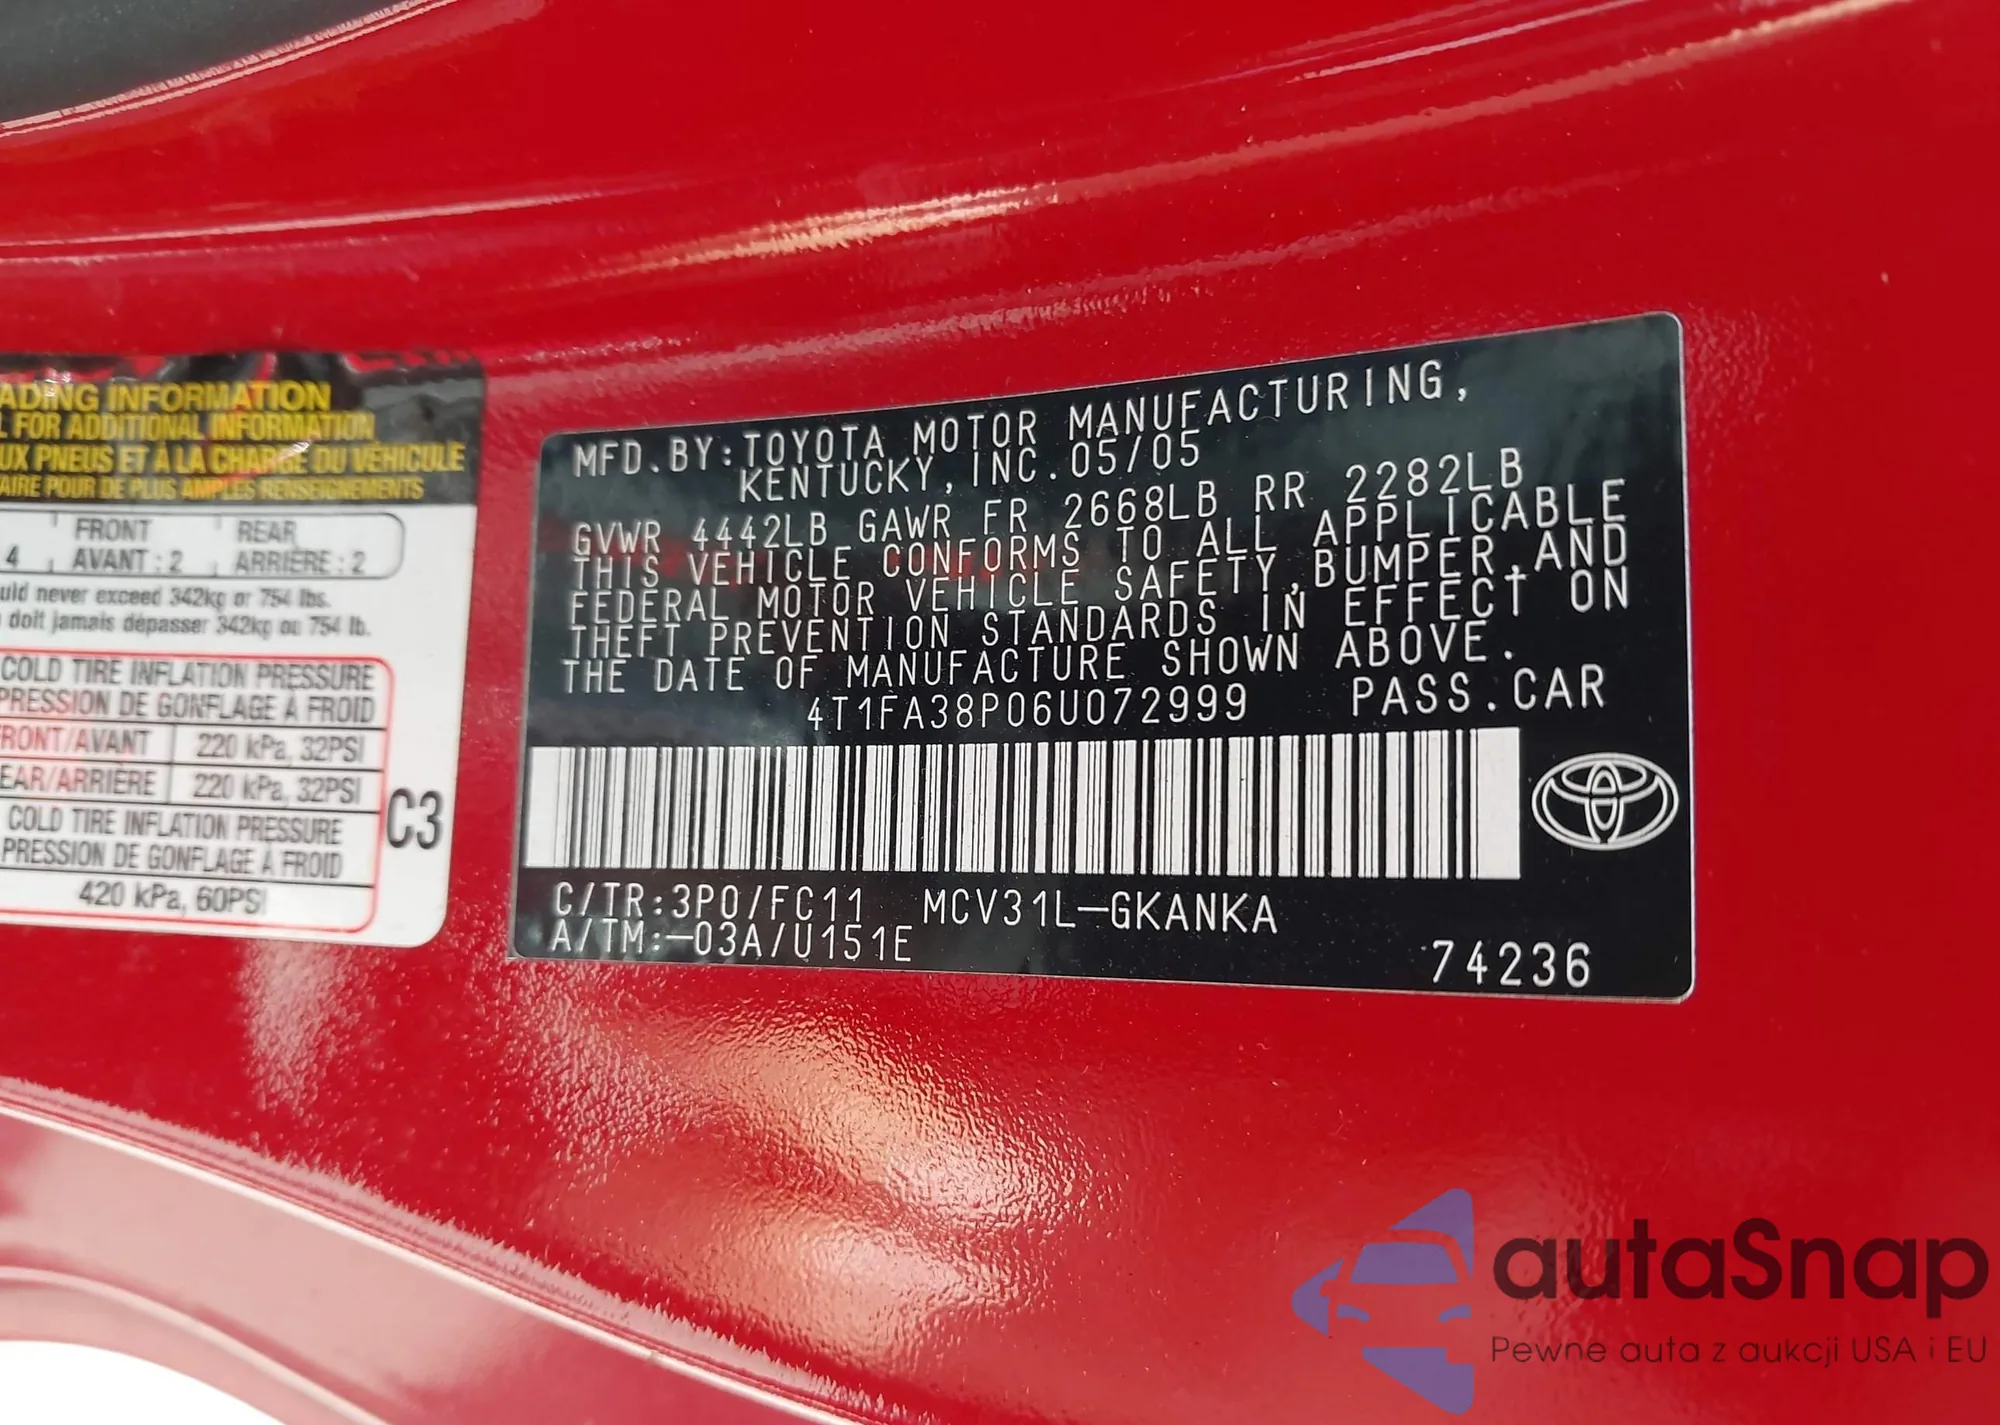 ADING INFORMATION
L FOR ADDITIONAL INFORMATION
UX PNEUS ET À LA CHARGE DU VÉHICULE
AIRE POUR DE PLUS AMPLES RENSEIGNEMENTS
FRONT REAR
4 AVANT : 2 ARRIÈRE : 2
uld never exceed 342kg or 754 lbs.
doit jamais dépasser 342kg ou 754 lb.
COLD TIRE INFLATION PRESSURE
PRESSION DE GONFLAGE À FROID
FRONT/AVANT 220 kPa, 32PSI
EAR/ARRIÈRE 220 kPa, 32PSI
COLD TIRE INFLATION PRESSURE
PRESSION DE GONFLAGE À FROID
420 kPa, 60PSI
C3
MFD.BY:TOYOTA MOTOR MANUFACTURING,
KENTUCKY,INC.05/05
GVWR 4442LB GAWR FR 2668LB RR 2282LB
THIS VEHICLE CONFORMS TO ALL APPLICABLE
FEDERAL MOTOR VEHICLE SAFETY,BUMPER,AND
THEFT PREVENTION STANDARDS IN EFFECT ON
THE DATE OF MANUFACTURE SHOWN ABOVE.
4T1FA38P06U072999 PASS.CAR
C/TR:3P0/FC11 MCV31L-GKANKA
A/TM:-03A/U151E
74236
autaSnap
Pewne auta z aukcji USA i EU